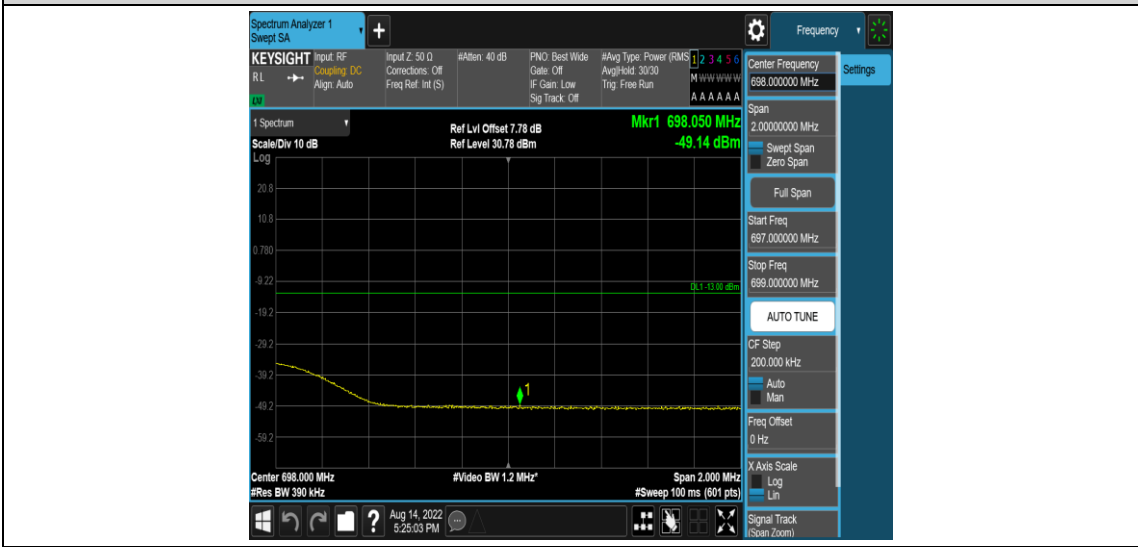 Spectrum Analyzer 1
Swept SA
+
Frequency
KEYSIGHT
RL
LXI
Input: RF
Coupling: DC
Align: Auto
Input Z: 50 Ω
Corrections: Off
Freq Ref: Int (S)
#Atten: 40 dB
PNO: Best Wide
Gate: Off
IF Gain: Low
Sig Track: Off
#Avg Type: Power (RMS
Avg|Hold: 30/30
Trig: Free Run
1 2 3 4 5 6
M W W W W W
A A A A A A
1 Spectrum
Scale/Div 10 dB
Log
Ref Lvl Offset 7.78 dB
Ref Level 30.78 dBm
Mkr1 698.050 MHz
-49.14 dBm
20.8
10.8
0.780
-9.22
DL1 -13.00 dBm
-19.2
-29.2
-39.2
1
-49.2
-59.2
Center 698.000 MHz
#Video BW 1.2 MHz*
Span 2.000 MHz
#Res BW 390 kHz
#Sweep 100 ms (601 pts)
?
Aug 14, 2022
5:25:03 PM
Center Frequency
698.000000 MHz
Settings
Span
2.00000000 MHz
Swept Span
Zero Span
Full Span
Start Freq
697.000000 MHz
Stop Freq
699.000000 MHz
AUTO TUNE
CF Step
200.000 kHz
Auto
Man
Freq Offset
0 Hz
X Axis Scale
Log
Lin
Signal Track
(Span Zoom)